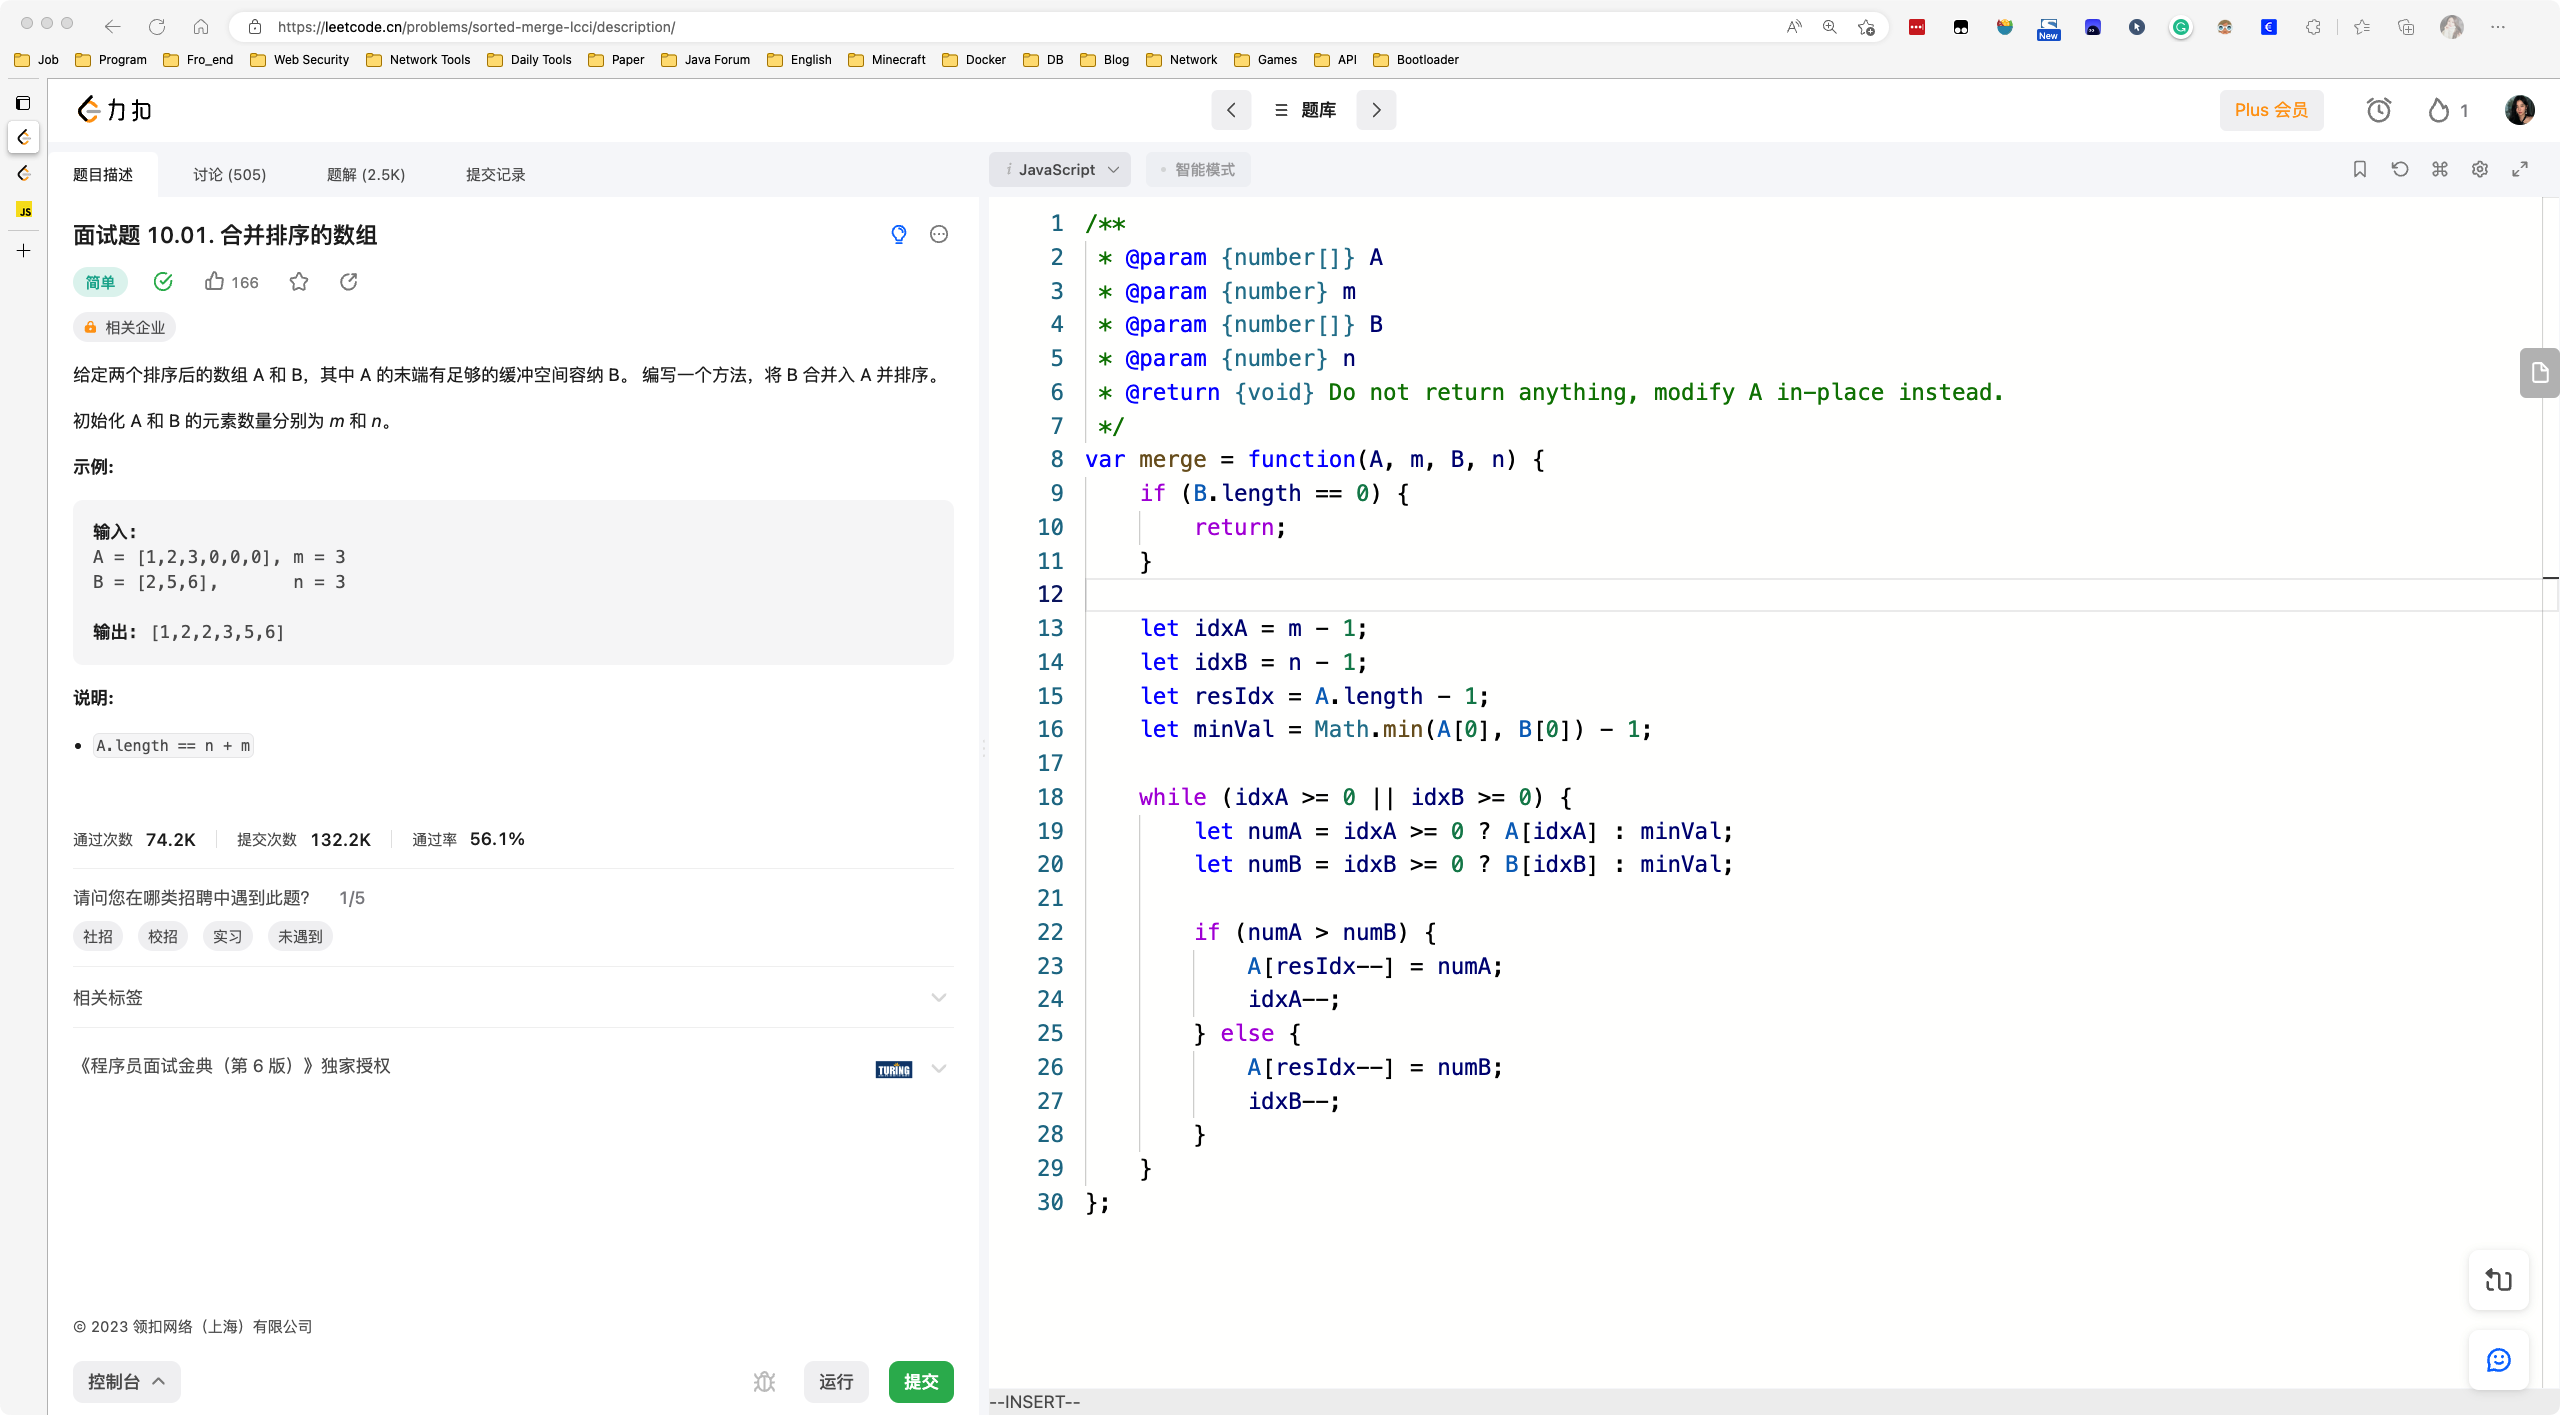 https://leetcode.cn/problems/sorted-merge-lcci/description/
New
Job Program Fro_end Web Security Network Tools Daily Tools Paper Java Forum English Minecraft Docker DB Blog Network Games API Bootloader
力扣
题库
Plus 会员
1
JS
题目描述 讨论 (505) 题解 (2.5K) 提交记录
面试题 10.01. 合并排序的数组
简单 166
相关企业
给定两个排序后的数组 A 和 B，其中 A 的末端有足够的缓冲空间容纳 B。 编写一个方法，将 B 合并入 A 并排序。
初始化 A 和 B 的元素数量分别为 m 和 n。
示例:
输入:
A = [1,2,3,0,0,0], m = 3
B = [2,5,6],       n = 3
输出: [1,2,2,3,5,6]
说明:
A.length == n + m
通过次数 74.2K 提交次数 132.2K 通过率 56.1%
请问您在哪类招聘中遇到此题? 1/5
社招 校招 实习 未遇到
相关标签
《程序员面试金典（第 6 版）》独家授权
TURING
© 2023 领扣网络（上海）有限公司
控制台 运行 提交
i JavaScript 智能模式
1 /**
2  * @param {number[]} A
3  * @param {number} m
4  * @param {number[]} B
5  * @param {number} n
6  * @return {void} Do not return anything, modify A in-place instead.
7  */
8 var merge = function(A, m, B, n) {
9     if (B.length == 0) {
10         return;
11     }
12
13     let idxA = m - 1;
14     let idxB = n - 1;
15     let resIdx = A.length - 1;
16     let minVal = Math.min(A[0], B[0]) - 1;
17
18     while (idxA >= 0 || idxB >= 0) {
19         let numA = idxA >= 0 ? A[idxA] : minVal;
20         let numB = idxB >= 0 ? B[idxB] : minVal;
21
22         if (numA > numB) {
23             A[resIdx--] = numA;
24             idxA--;
25         } else {
26             A[resIdx--] = numB;
27             idxB--;
28         }
29     }
30 };
--INSERT--